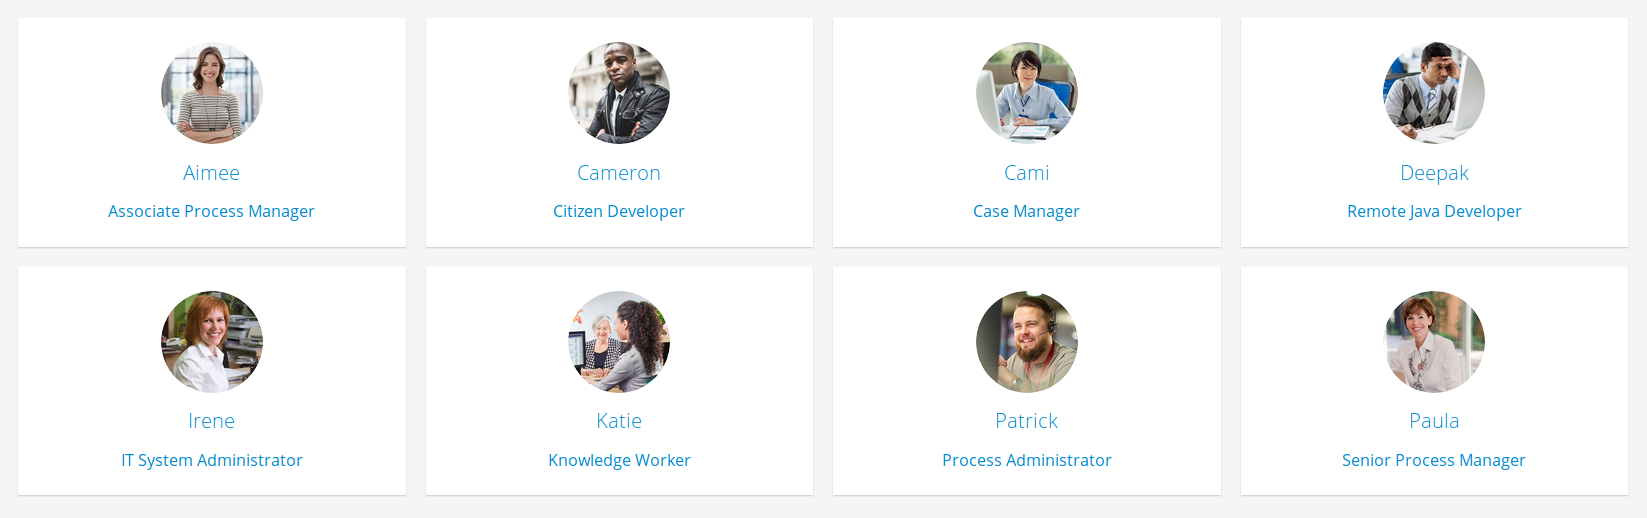 Aimee
Associate Process Manager
Cameron
Citizen Developer
Cami
Case Manager
Deepak
Remote Java Developer
Irene
IT System Administrator
Katie
Knowledge Worker
Patrick
Process Administrator
Paula
Senior Process Manager